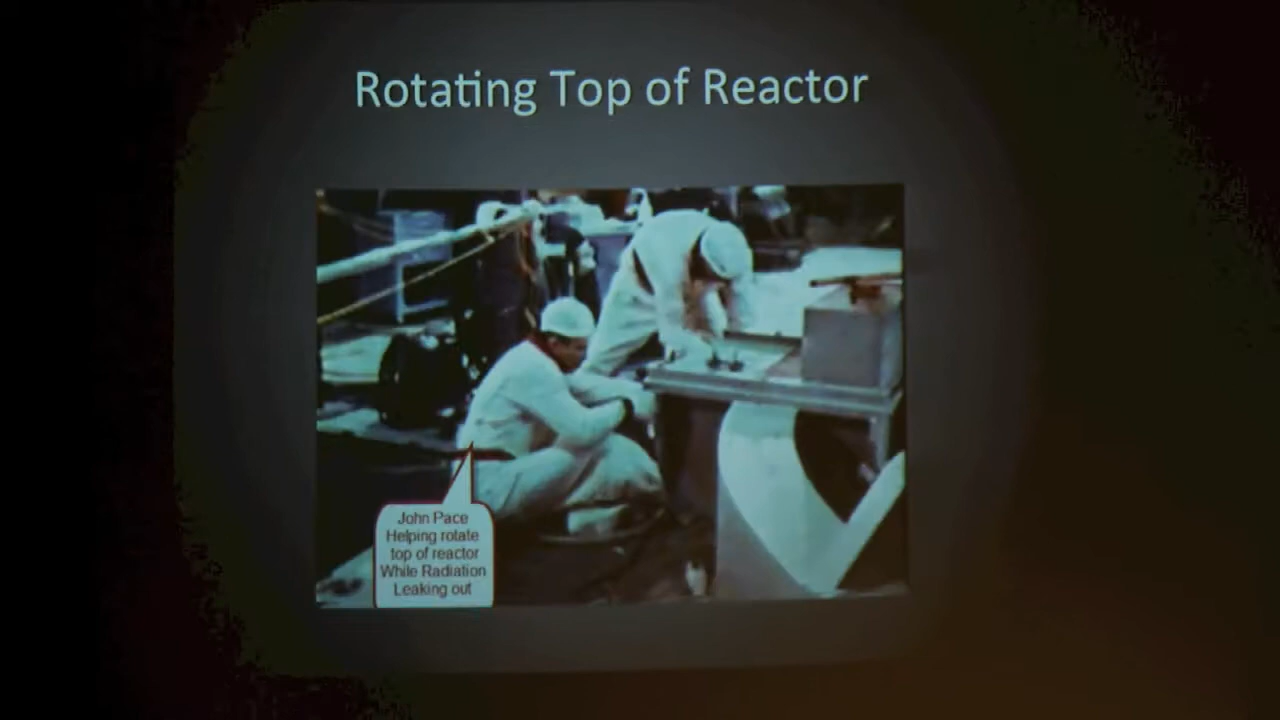 Rotating Top of Reactor
John Pace
Helping rotate
top of reactor
While Radiation
Leaking out